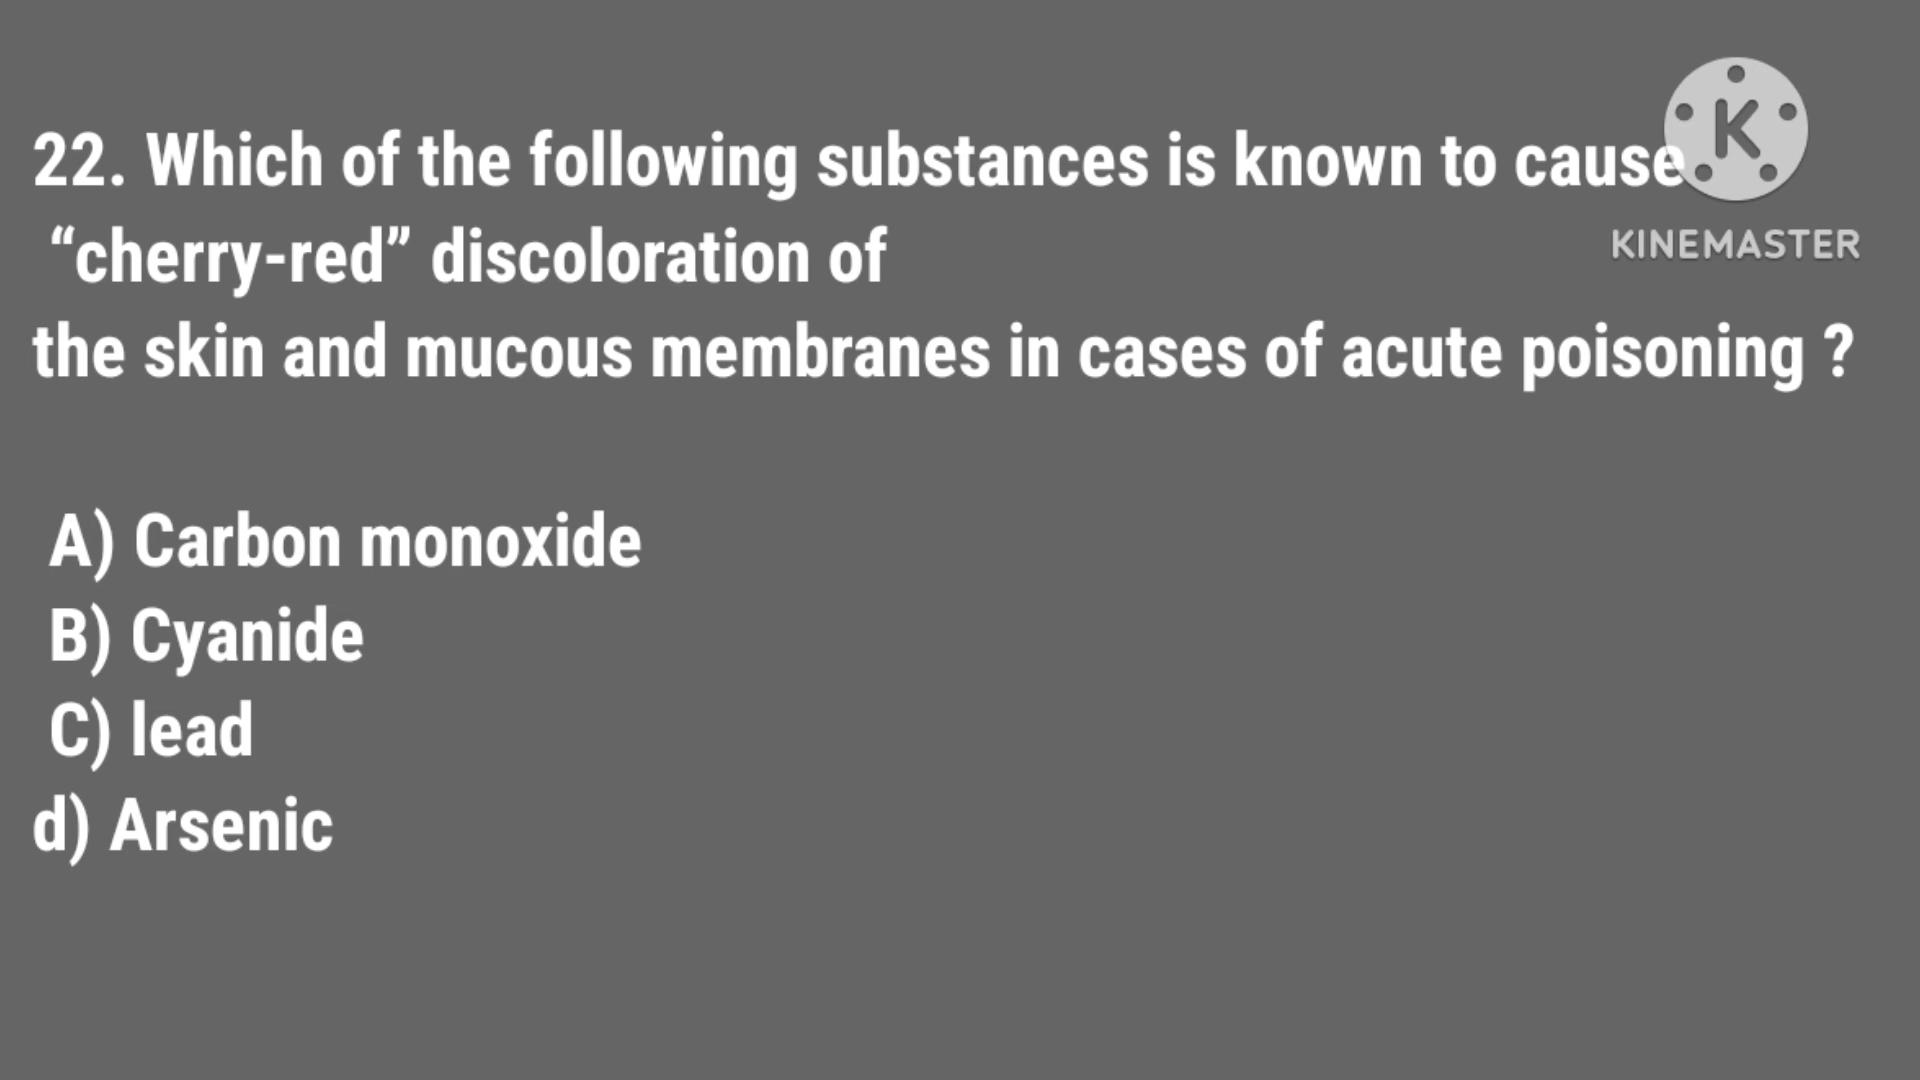 22. Which of the following substances is known to cause
“cherry-red” discoloration of
the skin and mucous membranes in cases of acute poisoning ?
A) Carbon monoxide
B) Cyanide
C) lead
d) Arsenic
K
KINEMASTER